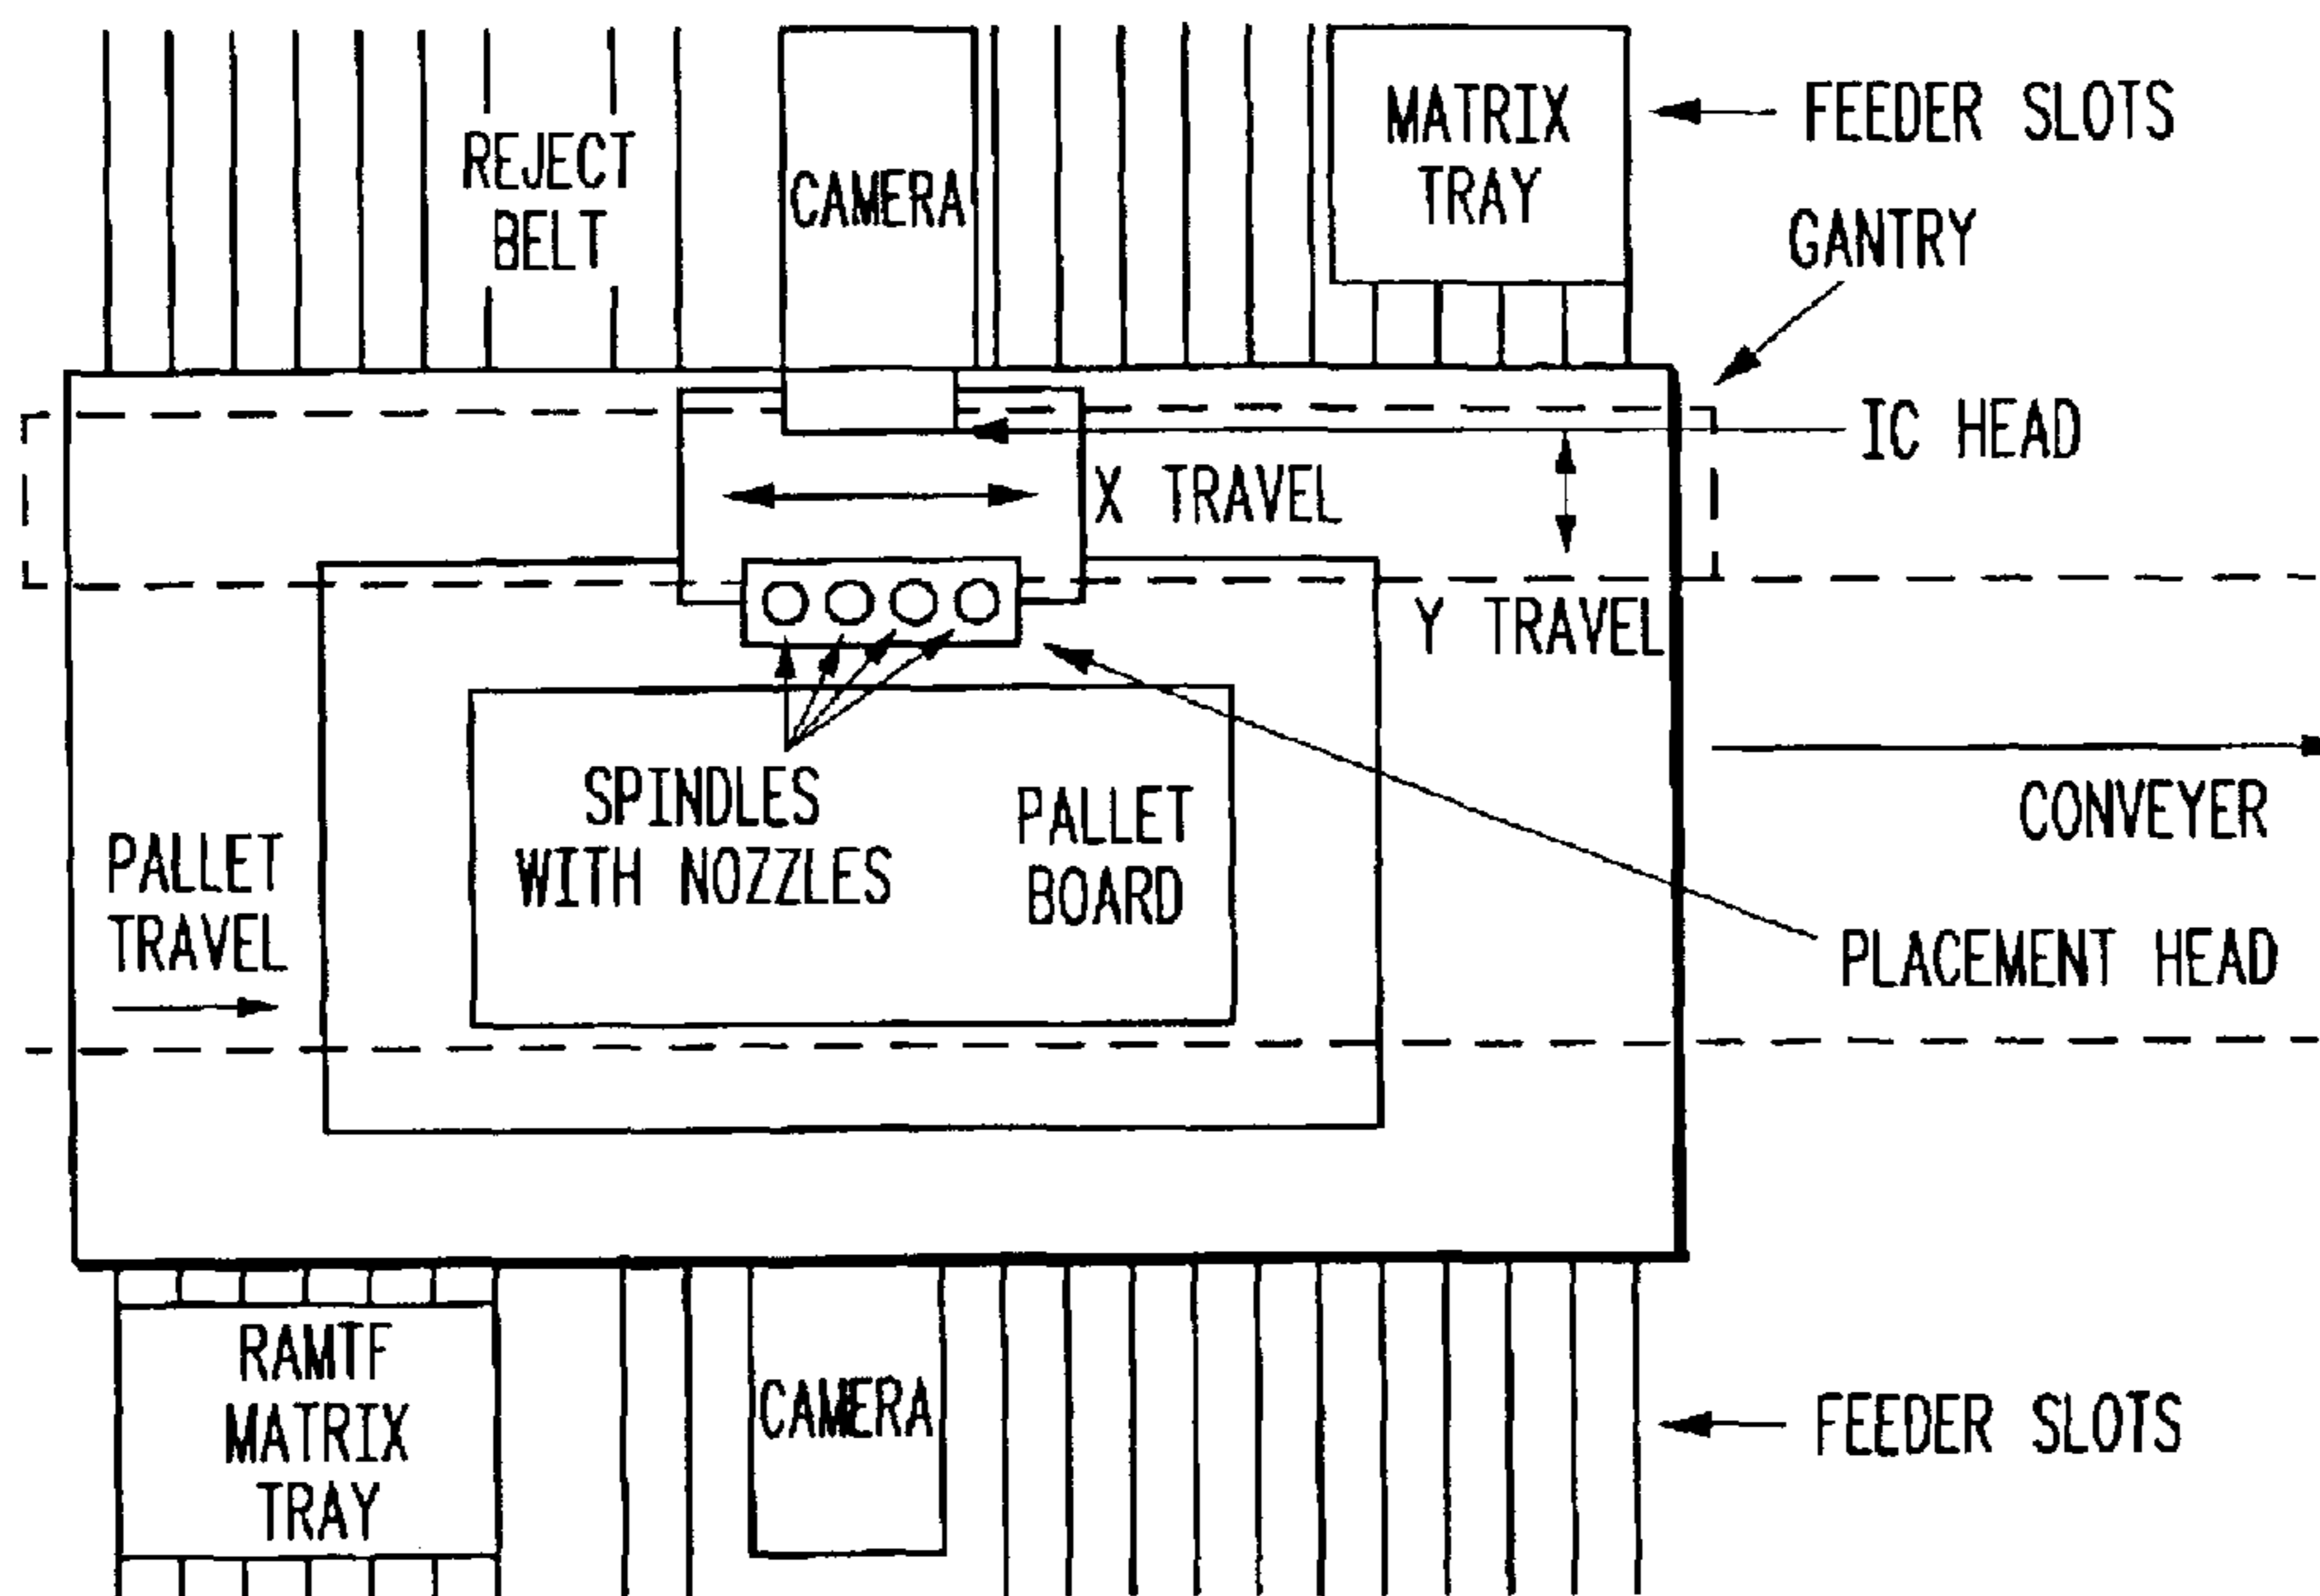 REJECT
BELT
CAMERA
MATRIX
TRAY
FEEDER SLOTS
GANTRY
IC HEAD
X TRAVEL
Y TRAVEL
SPINDLES
WITH NOZZLES
PALLET
BOARD
CONVEYER
PALLET
TRAVEL
PLACEMENT HEAD
RAMTF
MATRIX
TRAY
CAMERA
FEEDER SLOTS